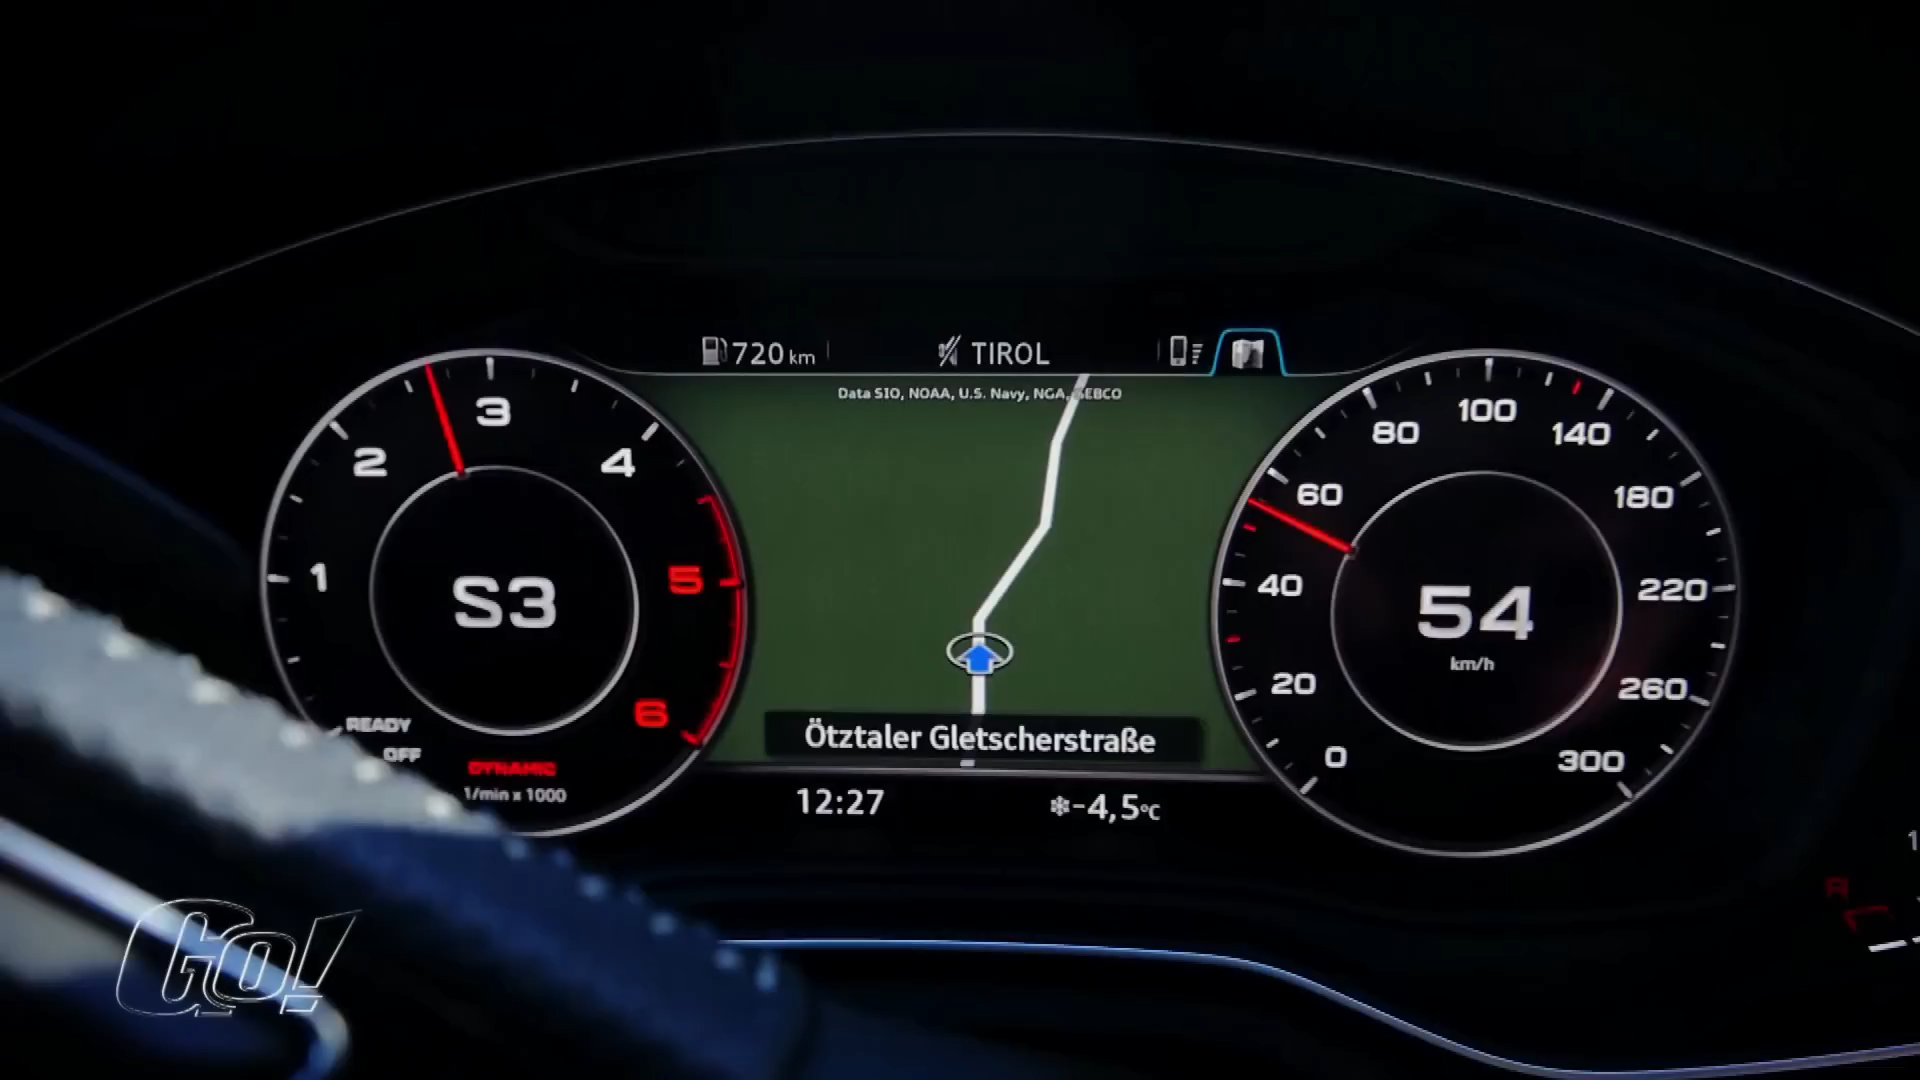 720 km
TIROL
Data SIO, NOAA, U.S. Navy, NGA, GEBCO
1
2
3
4
5
6
S3
READY
OFF
DYNAMIC
1/min x 1000
Ötztaler Gletscherstraße
12:27
-4,5°C
0
20
40
60
80
100
140
180
220
260
300
54
km/h
R
Go!